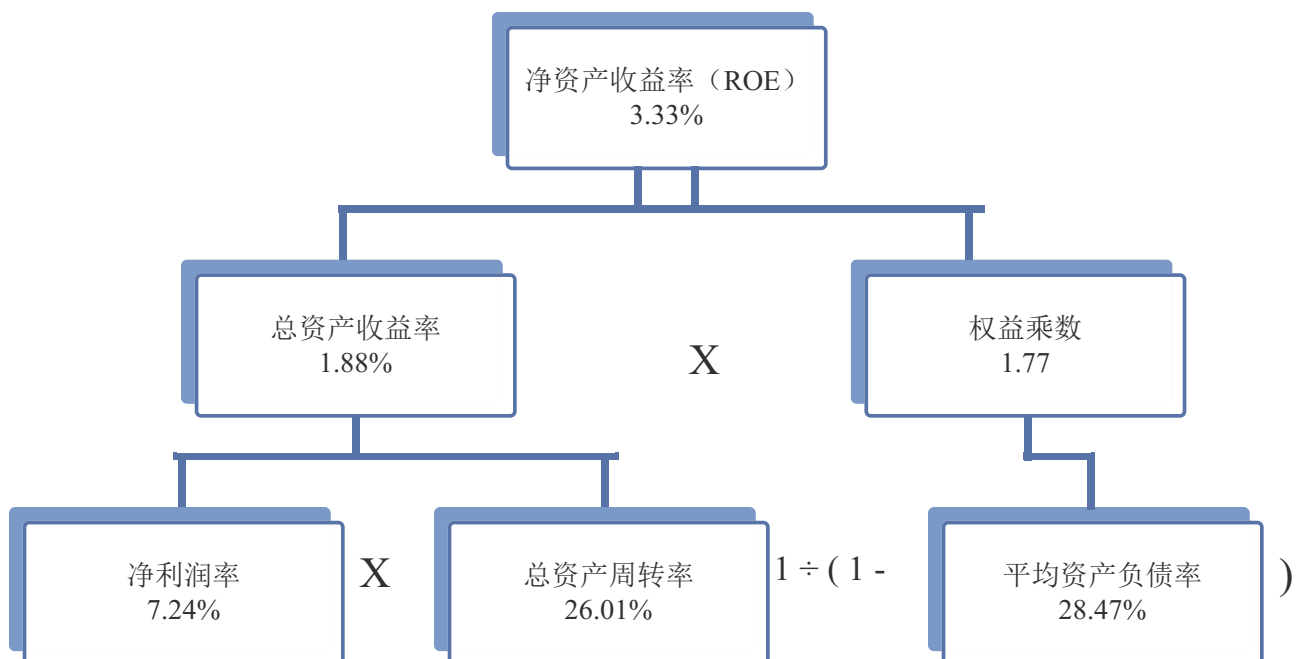 净资产收益率（ROE）
3.33%
总资产收益率
1.88%
X
权益乘数
1.77
净利润率
7.24%
X
总资产周转率
26.01%
1 ÷ ( 1 -
平均资产负债率
28.47%
)